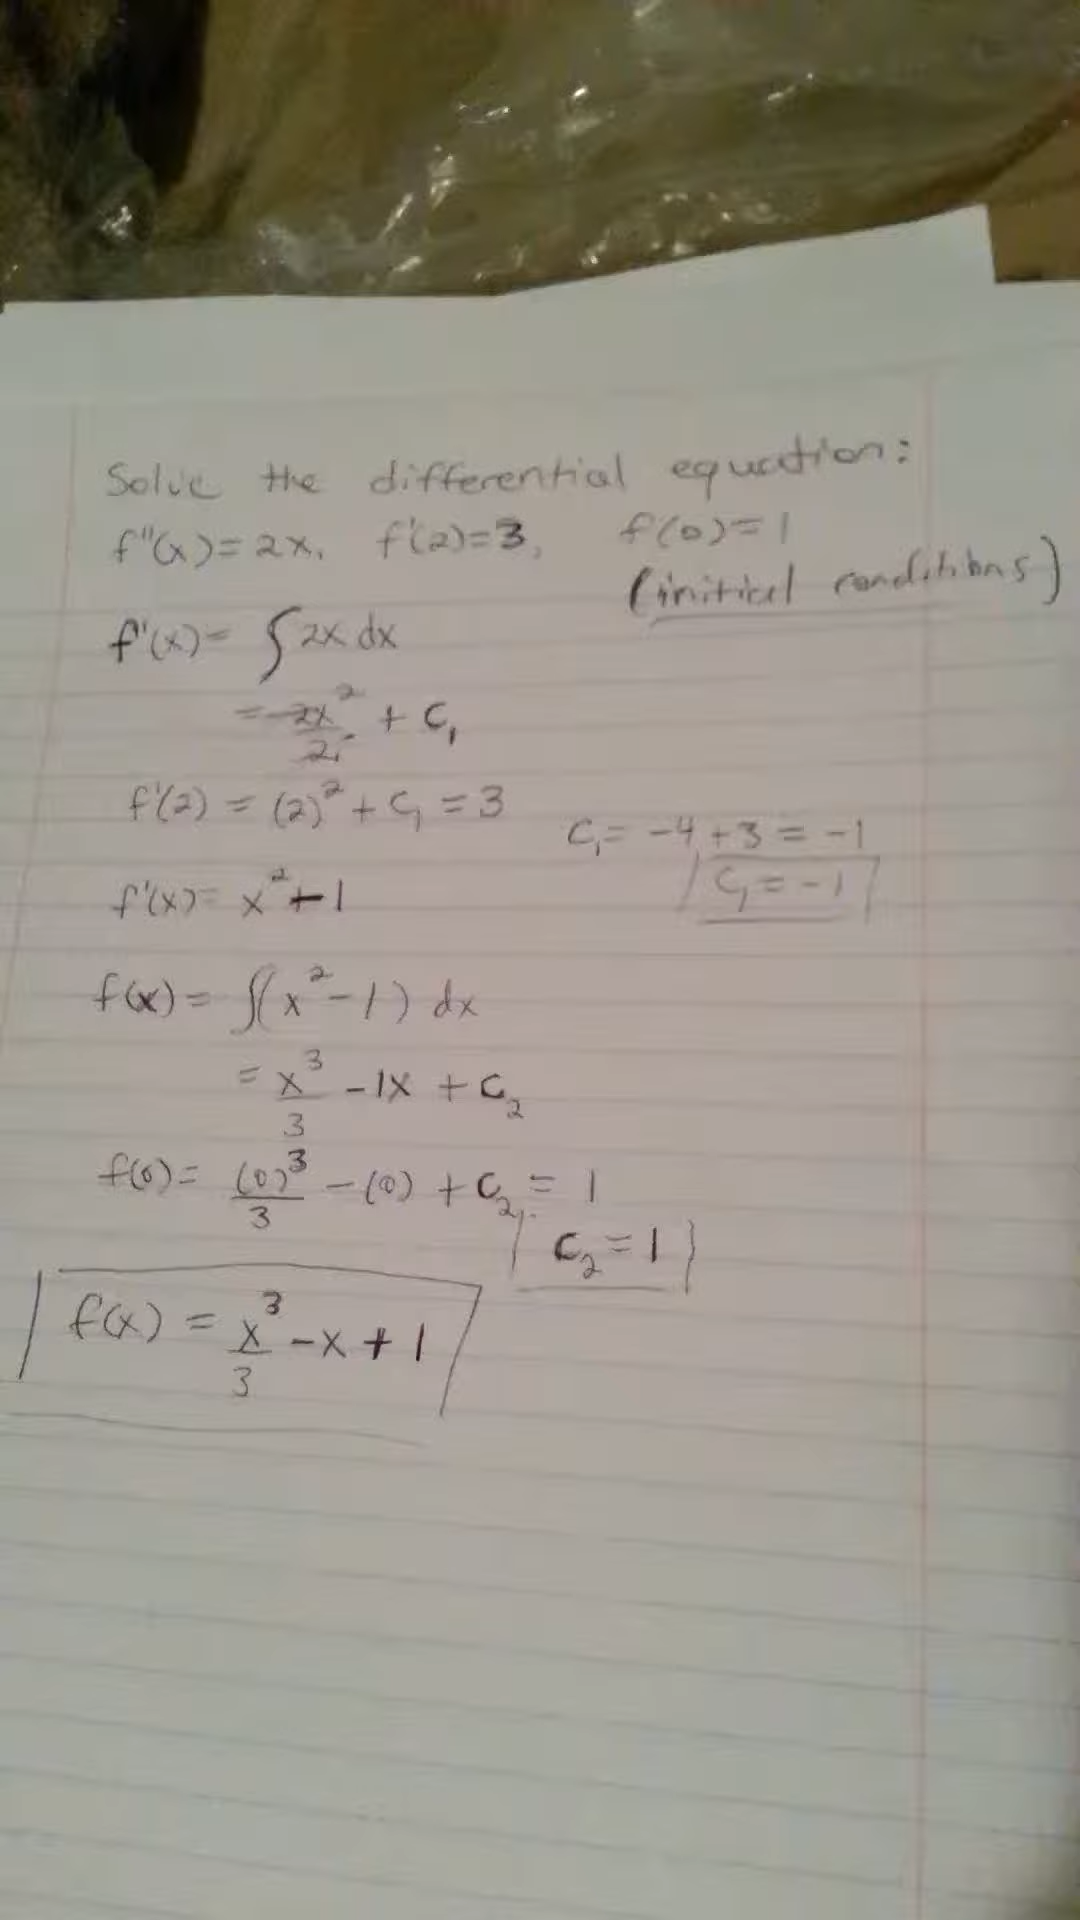 Solve the differential equation:
f''(x)=2x, f'(2)=3, f(0)=1
(initial conditions)
f'(x)= ∫2x dx
= 2x²/2 + C₁
f'(2) = (2)² + C₁ = 3
C₁= -4+3 = -1
C₁=-1
f'(x)= x²-1
f(x)= ∫(x²-1) dx
= x³/3 -1x + C₂
f(0)= (0)³/3 -(0) + C₂ = 1
C₂=1
f(x) = x³/3 -x+1